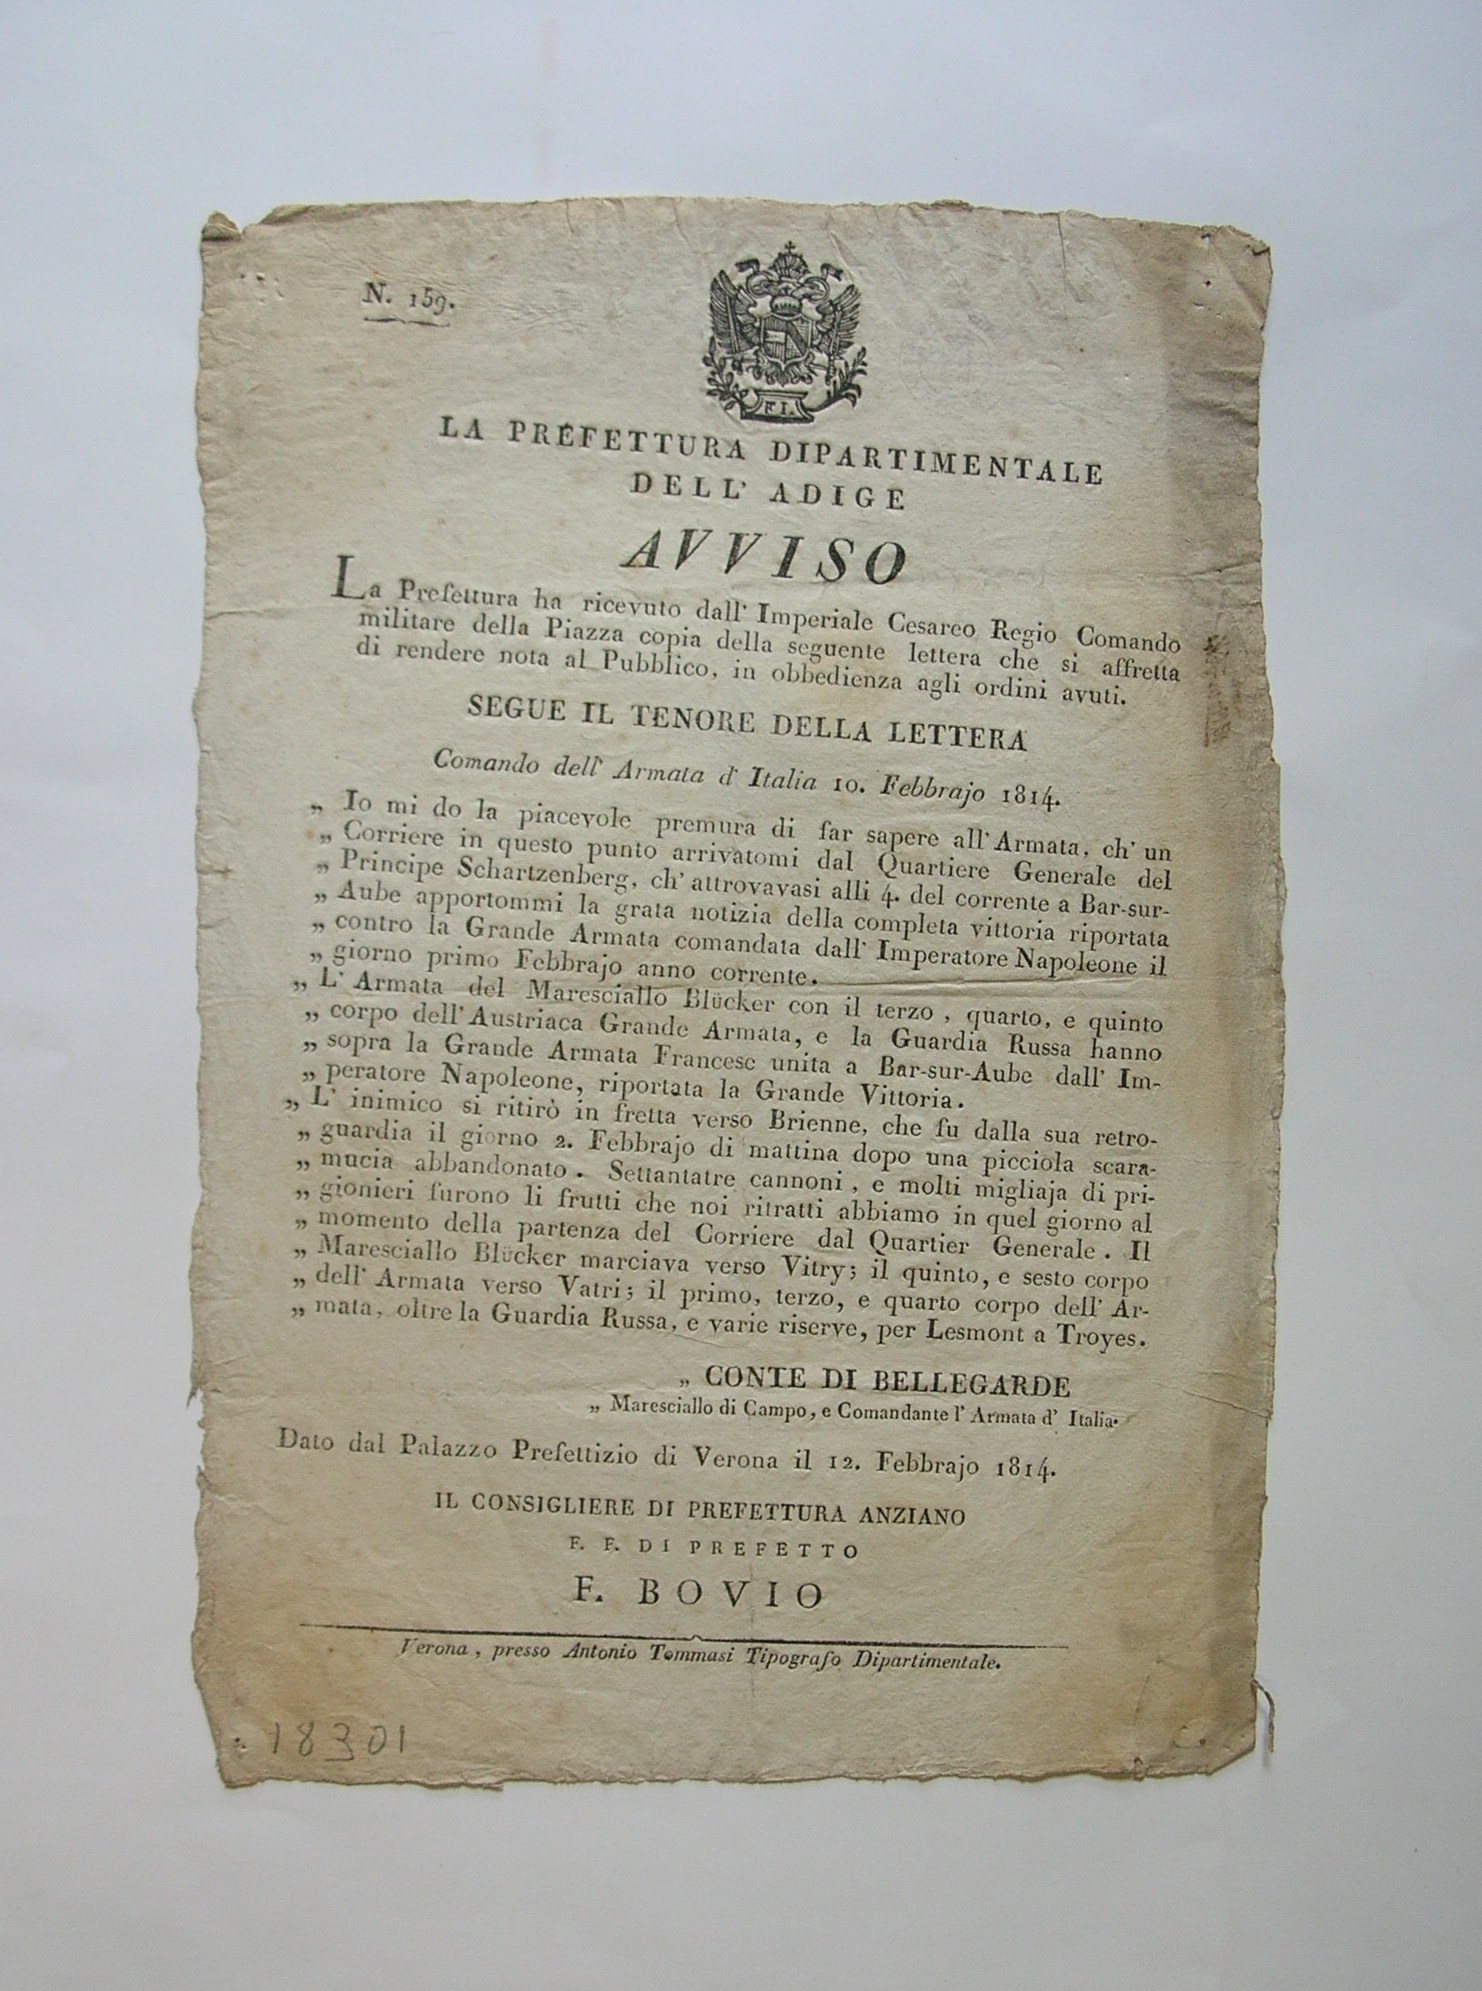 N. 159.
F I.
LA PREFETTURA DIPARTIMENTALE
DELL' ADIGE
AVVISO
La Prefettura ha ricevuto dall' Imperiale Cesareo Regio Comando
militare della Piazza copia della seguente lettera che si affretta
di rendere nota al Pubblico, in obbedienza agli ordini avuti.
SEGUE IL TENORE DELLA LETTERA
Comando dell' Armata d' Italia 10. Febbrajo 1814.
„ Io mi do la piacevole premura di far sapere all' Armata, ch' un
„ Corriere in questo punto arrivatomi dal Quartiere Generale del
„ Principe Schartzenberg, ch' attrovavasi alli 4. del corrente a Bar-sur-
„ Aube apportommi la grata notizia della completa vittoria riportata
„ contro la Grande Armata comandata dall' Imperatore Napoleone il
„ giorno primo Febbrajo anno corrente.
„ L' Armata del Maresciallo Blücker con il terzo, quarto, e quinto
„ corpo dell' Austriaca Grande Armata, e la Guardia Russa hanno
„ sopra la Grande Armata Francese unita a Bar-sur-Aube dall' Im-
„ peratore Napoleone, riportata la Grande Vittoria.
„ L' inimico si ritirò in fretta verso Brienne, che fu dalla sua retro-
„ guardia il giorno 2. Febbrajo di mattina dopo una picciola scara-
„ mucia abbandonato. Settantatre cannoni, e molti migliaja di pri-
„ gionieri furono li frutti che noi ritratti abbiamo in quel giorno al
„ momento della partenza del Corriere dal Quartier Generale. Il
„ Maresciallo Blücker marciava verso Vitry; il quinto, e sesto corpo
„ dell' Armata verso Vatri; il primo, terzo, e quarto corpo dell' Ar-
„ mata, oltre la Guardia Russa, e varie riserve, per Lesmont a Troyes.
„ CONTE DI BELLEGARDE
„ Maresciallo di Campo, e Comandante l' Armata d' Italia.
Dato dal Palazzo Prefettizio di Verona il 12. Febbrajo 1814.
IL CONSIGLIERE DI PREFETTURA ANZIANO
F. F. DI PREFETTO
F. BOVIO
Verona, presso Antonio Tommasi Tipografo Dipartimentale.
18301